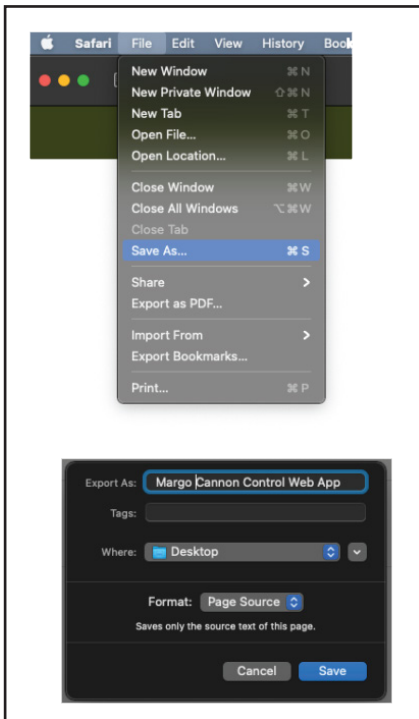 Safari File Edit View History Book
New Window ⌘ N
New Private Window ⇧ ⌘ N
New Tab ⌘ T
Open File... ⌘ O
Open Location... ⌘ L
Close Window ⌘ W
Close All Windows ⌥ ⌘ W
Close Tab
Save As... ⌘ S
Share >
Export as PDF...
Import From >
Export Bookmarks...
Print... ⌘ P
Export As: Margo Cannon Control Web App
Tags:
Where: Desktop
Format: Page Source
Saves only the source text of this page.
Cancel Save